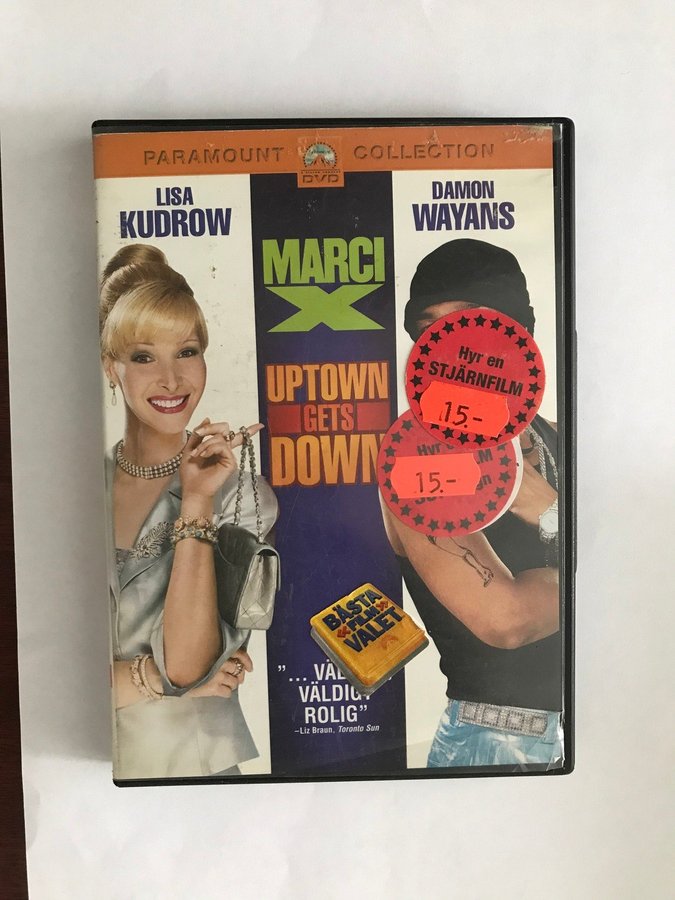 PARAMOUNT COLLECTION
DVD
LISA
KUDROW
DAMON
WAYANS
MARCI
X
UPTOWN
GETS
DOWN
Hyr en
STJÄRNFILM
15.-
Hyr
15.-
BÄSTA
FILM
VALET
"...
VÄLDIGT
ROLIG"
–Liz Braun, Toronto Sun